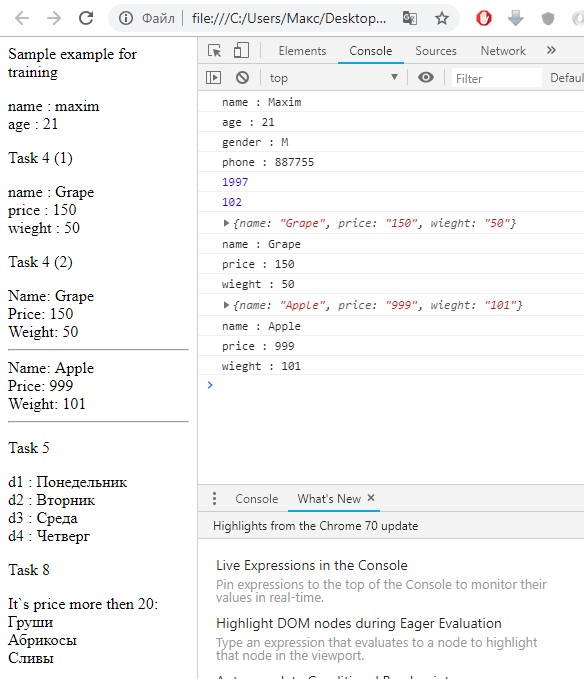 Файл
file:///C:/Users/Макс/Desktop...
Sample example for
training
name : maxim
age : 21
Task 4 (1)
name : Grape
price : 150
wieght : 50
Task 4 (2)
Name: Grape
Price: 150
Weight: 50
Name: Apple
Price: 999
Weight: 101
Task 5
d1 : Понедельник
d2 : Вторник
d3 : Среда
d4 : Четверг
Task 8
It`s price more then 20:
Груши
Абрикосы
Сливы
Elements Console Sources Network »
top Filter Defaul
name : Maxim
age : 21
gender : M
phone : 887755
1997
102
{name: "Grape", price: "150", wieght: "50"}
name : Grape
price : 150
wieght : 50
{name: "Apple", price: "999", wieght: "101"}
name : Apple
price : 999
wieght : 101
Console What's New ×
Highlights from the Chrome 70 update
Live Expressions in the Console
Pin expressions to the top of the Console to monitor their
values in real-time.
Highlight DOM nodes during Eager Evaluation
Type an expression that evaluates to a node to highlight
that node in the viewport.